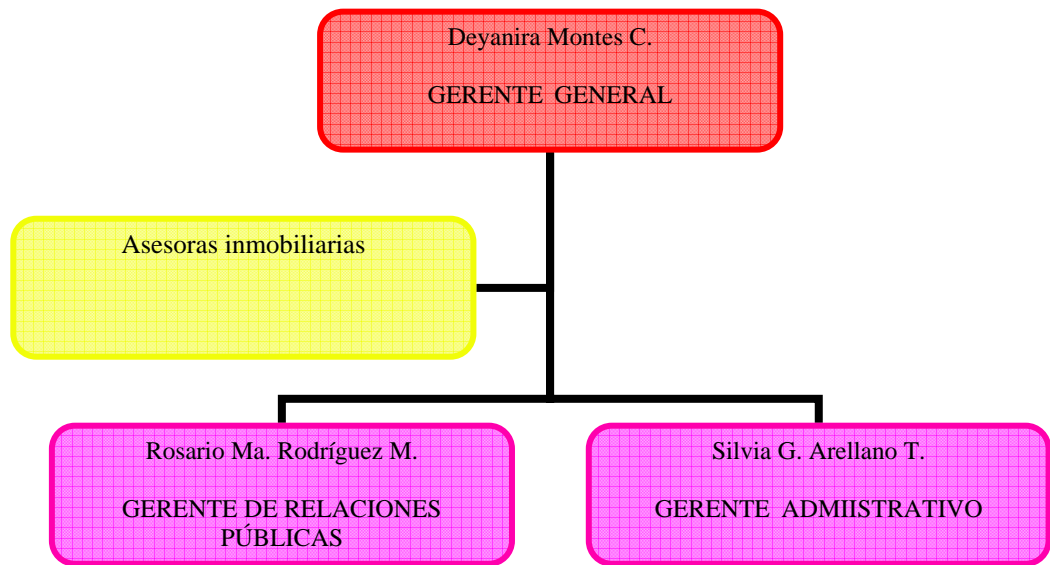 Deyanira Montes C.
GERENTE GENERAL
Asesoras inmobiliarias
Rosario Ma. Rodríguez M.
GERENTE DE RELACIONES
PÚBLICAS
Silvia G. Arellano T.
GERENTE ADMIISTRATIVO